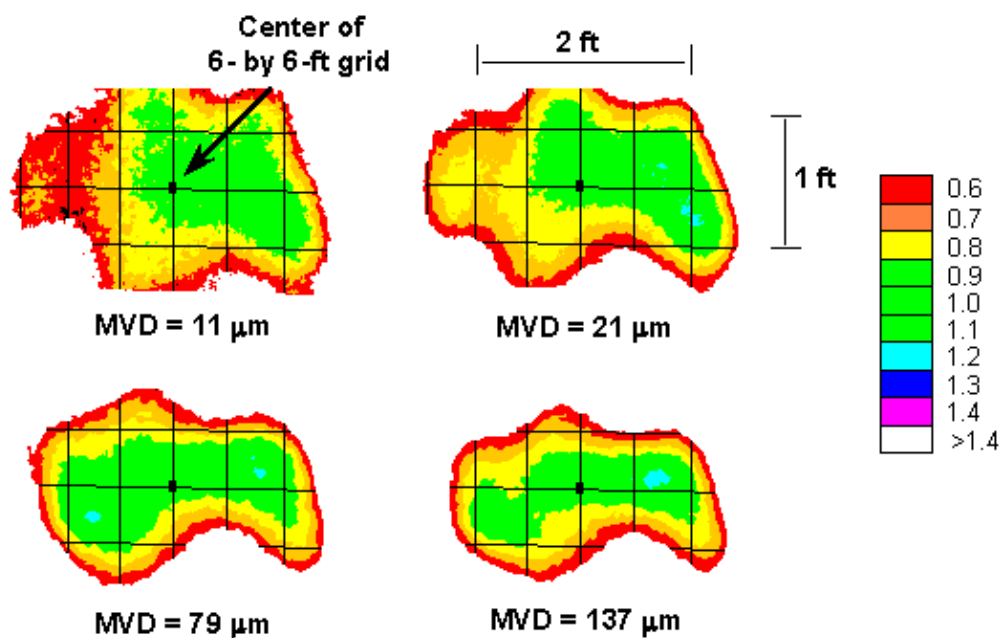 Center of
6- by 6-ft grid
2 ft
1 ft
MVD = 11 μm
MVD = 21 μm
0.6
0.7
0.8
0.9
1.0
1.1
1.2
1.3
1.4
>1.4
MVD = 79 μm
MVD = 137 μm